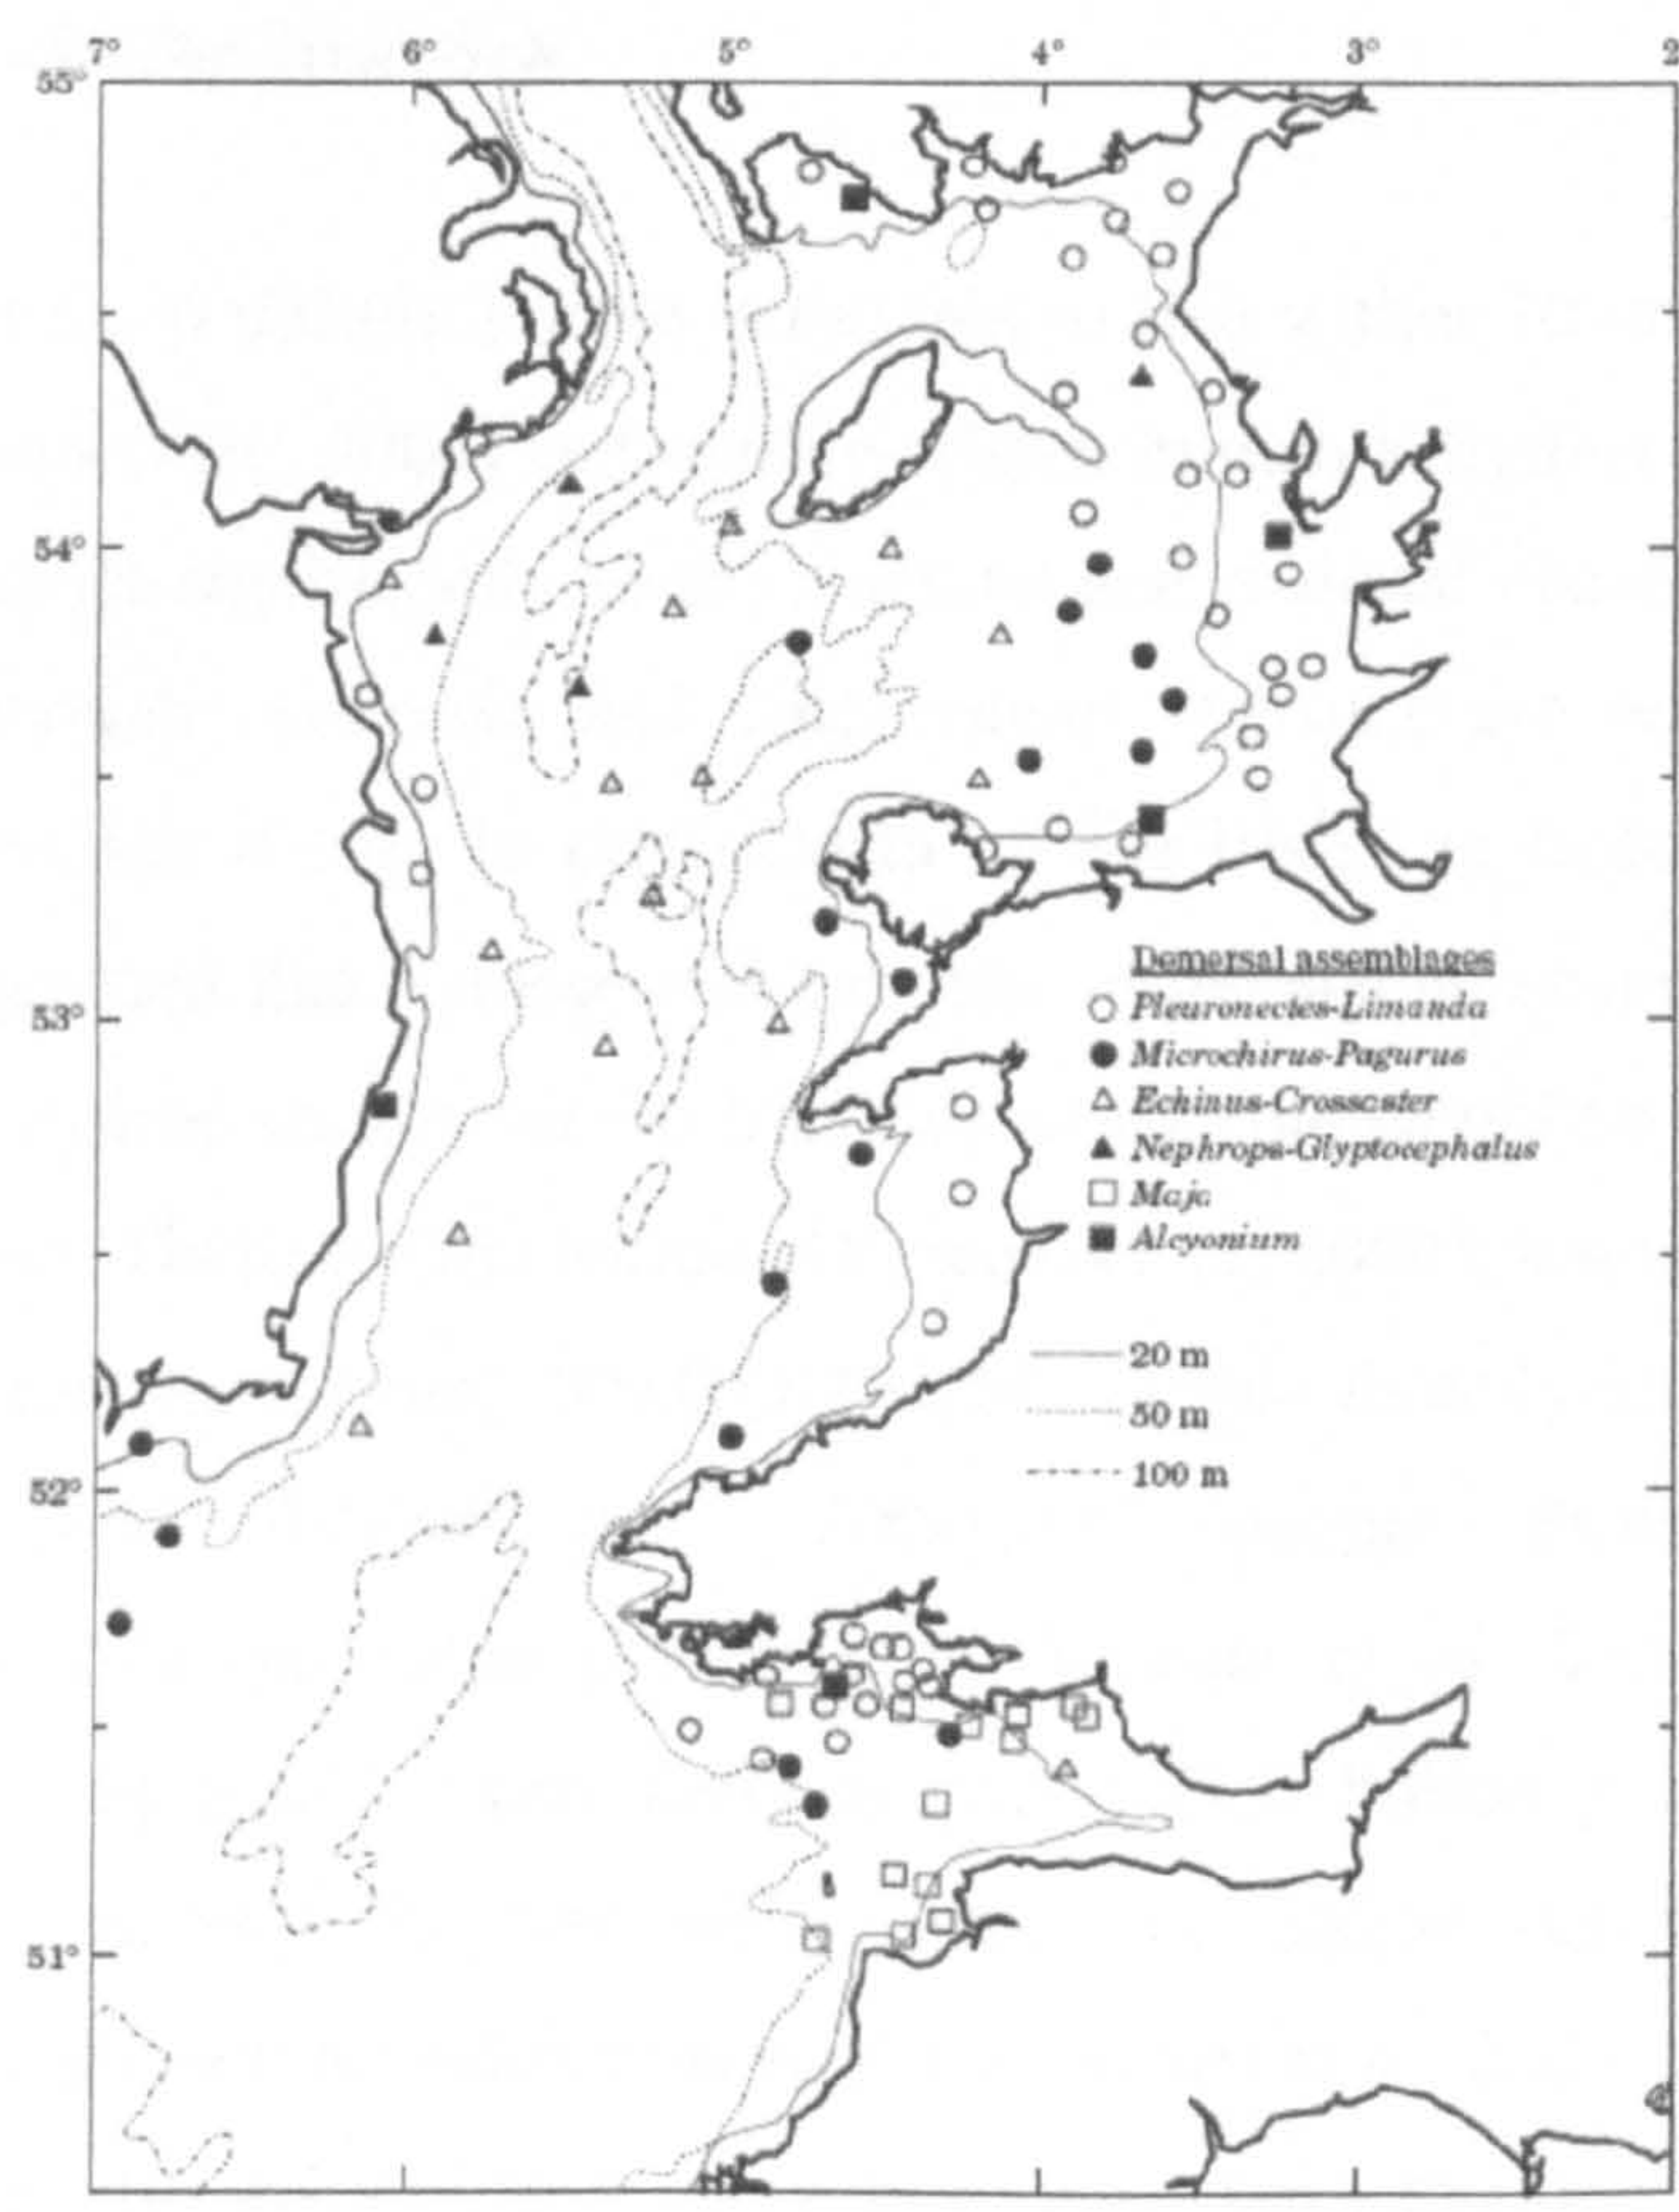 7° 6° 5° 4° 3° 2
55°
54°
53°
52°
51°
Demersal assemblages
Pleuronectes-Limanda
Microchirus-Pagurus
Echinus-Crossaster
Nephrops-Glyptocephalus
Maja
Alcyonium
20 m
50 m
100 m